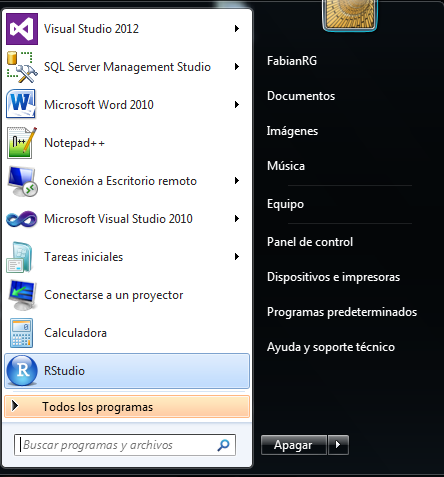 Visual Studio 2012
SQL Server Management Studio
Microsoft Word 2010
Notepad++
Conexión a Escritorio remoto
Microsoft Visual Studio 2010
Tareas iniciales
Conectarse a un proyector
Calculadora
RStudio
Todos los programas
Buscar programas y archivos
FabianRG
Documentos
Imágenes
Música
Equipo
Panel de control
Dispositivos e impresoras
Programas predeterminados
Ayuda y soporte técnico
Apagar